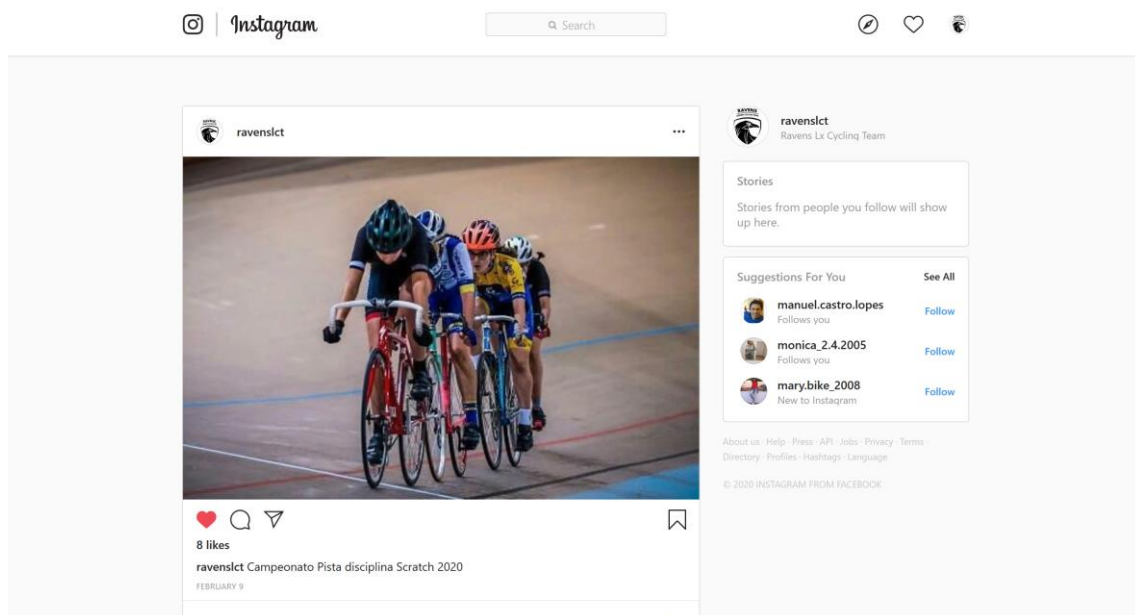 Instagram
Search
ravenslct
ravenslct
Ravens Lx Cycling Team
Stories
Stories from people you follow will show
up here.
Suggestions For You
See All
manuel.castro.lopes
Follows you
Follow
monica_2.4.2005
Follows you
Follow
mary.bike_2008
New to Instagram
Follow
About us · Help · Press · API · Jobs · Privacy · Terms ·
Directory · Profiles · Hashtags · Language
© 2020 INSTAGRAM FROM FACEBOOK
8 likes
ravenslct Campeonato Pista disciplina Scratch 2020
FEBRUARY 9